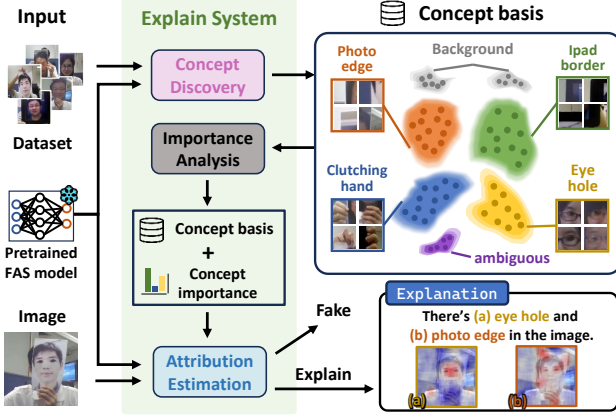 Input
Dataset
Pretrained
FAS model
Image
Explain System
Concept
Discovery
Importance
Analysis
Concept basis
+
Concept
importance
Attribution
Estimation
Fake
Explain
Concept basis
Photo
edge
Background
Ipad
border
Clutching
hand
Eye
hole
ambiguous
Explanation
There's (a) eye hole and
(b) photo edge in the image.
(a)
(b)